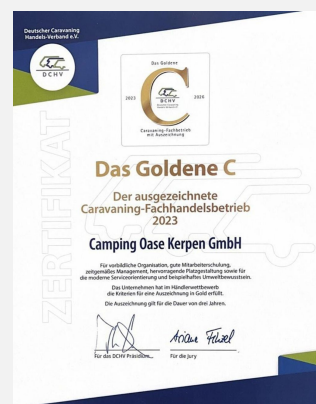 Deutscher Caravaning
Handels-Verband e.V.
DCHV
Das Goldene
C
2023
2026
DCHV
Caravaning-Fachbetrieb
mit Auszeichnung
ZERTIFIKAT
Das Goldene C
Der ausgezeichnete
Caravaning-Fachhandelsbetrieb
2023
Camping Oase Kerpen GmbH
Für vorbildliche Organisation, gute Mitarbeiterschulung,
zeitgemäßes Management, hervorragende Platzgestaltung sowie für
die moderne Serviceorientierung und beispielhaftes Umweltbewusstsein.
Das Unternehmen hat im Händlerwettbewerb
die Kriterien für eine Auszeichnung in Gold erfüllt.
Die Auszeichnung gilt für die Dauer von drei Jahren.
Für das DCHV Präsidium
Für die Jury